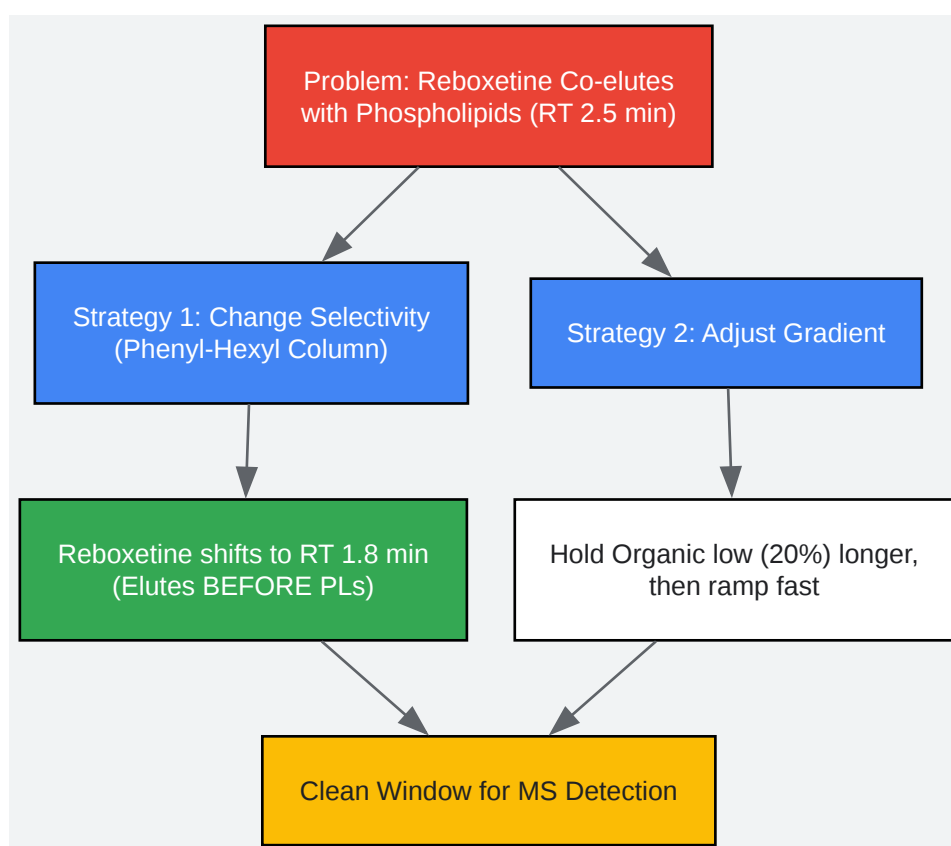 Problem: Reboxetine Co-elutes
with Phospholipids (RT 2.5 min)
Strategy 1: Change Selectivity
(Phenyl-Hexyl Column)
Strategy 2: Adjust Gradient
Reboxetine shifts to RT 1.8 min
(Elutes BEFORE PLs)
Hold Organic low (20%) longer,
then ramp fast
Clean Window for MS Detection